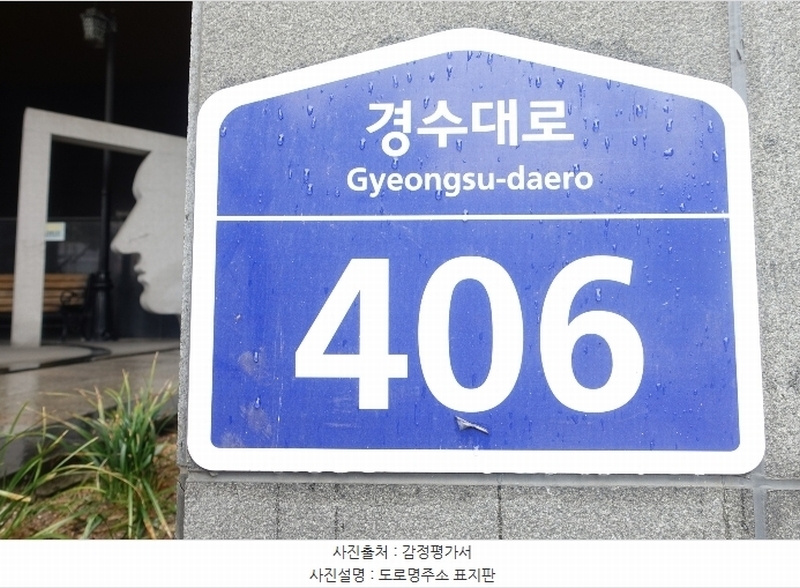 경수대로
Gyeongsu-daero
406
사진출처 : 감정평가서
사진설명 : 도로명주소 표지판